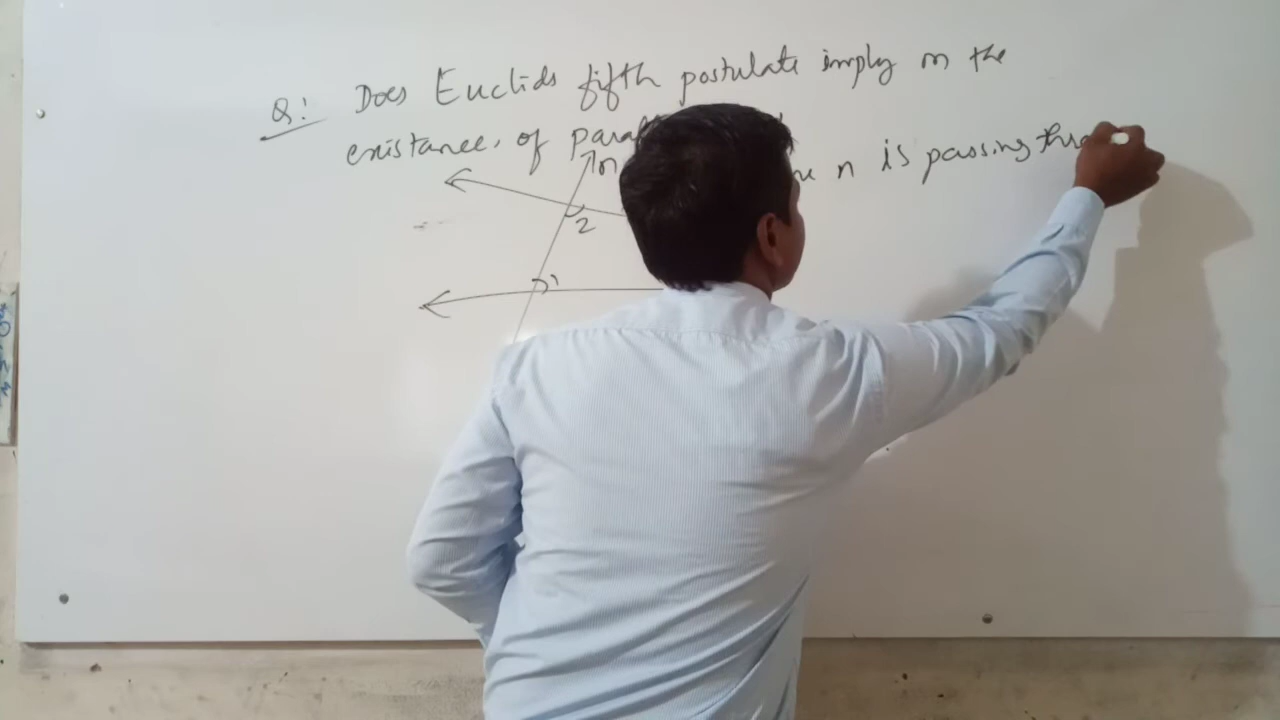 Q! Does Euclids fifth postulate imply on the
existance, of paral
n is passing thro
n
2
1